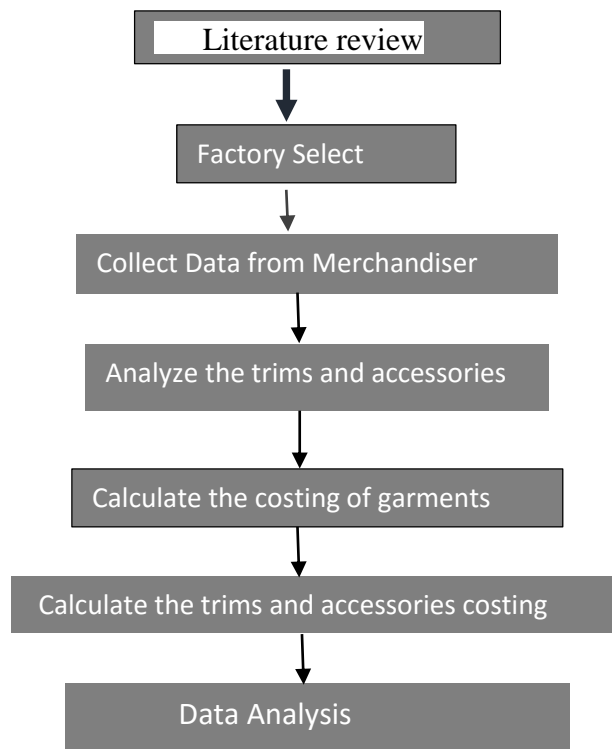 Literature review
Factory Select
Collect Data from Merchandiser
Analyze the trims and accessories
Calculate the costing of garments
Calculate the trims and accessories costing
Data Analysis